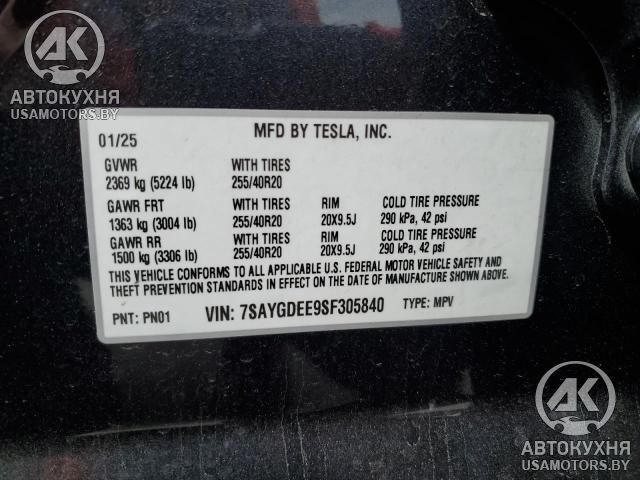 AK
АВТОКУХНЯ
USAMOTORS.BY
01/25 MFD BY TESLA, INC.
GVWR WITH TIRES
2369 kg (5224 lb) 255/40R20
GAWR FRT WITH TIRES RIM COLD TIRE PRESSURE
1363 kg (3004 lb) 255/40R20 20X9.5J 290 kPa, 42 psi
GAWR RR WITH TIRES RIM COLD TIRE PRESSURE
1500 kg (3306 lb) 255/40R20 20X9.5J 290 kPa, 42 psi
THIS VEHICLE CONFORMS TO ALL APPLICABLE U.S. FEDERAL MOTOR VEHICLE SAFETY AND
THEFT PREVENTION STANDARDS IN EFFECT ON THE DATE OF MANUFACTURE SHOWN ABOVE.
PNT: PN01 VIN: 7SAYGDEE9SF305840 TYPE: MPV
AK
АВТОКУХНЯ
USAMOTORS.BY